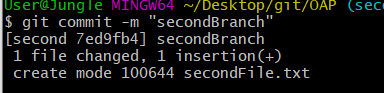 User@Jungle MINGW64 ~/Desktop/git/OAP (sec
$ git commit -m "secondBranch"
[second 7ed9fb4] secondBranch
1 file changed, 1 insertion(+)
create mode 100644 secondFile.txt